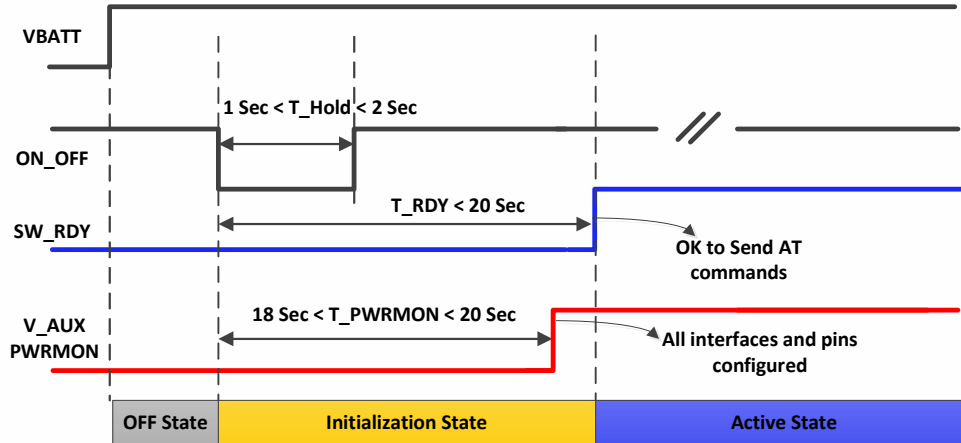 VBATT
1 Sec < T_Hold < 2 Sec
ON_OFF
T_RDY < 20 Sec
SW_RDY
OK to Send AT
commands
18 Sec < T_PWRMON < 20 Sec
V_AUX
PWRMON
All interfaces and pins
configured
OFF State
Initialization State
Active State